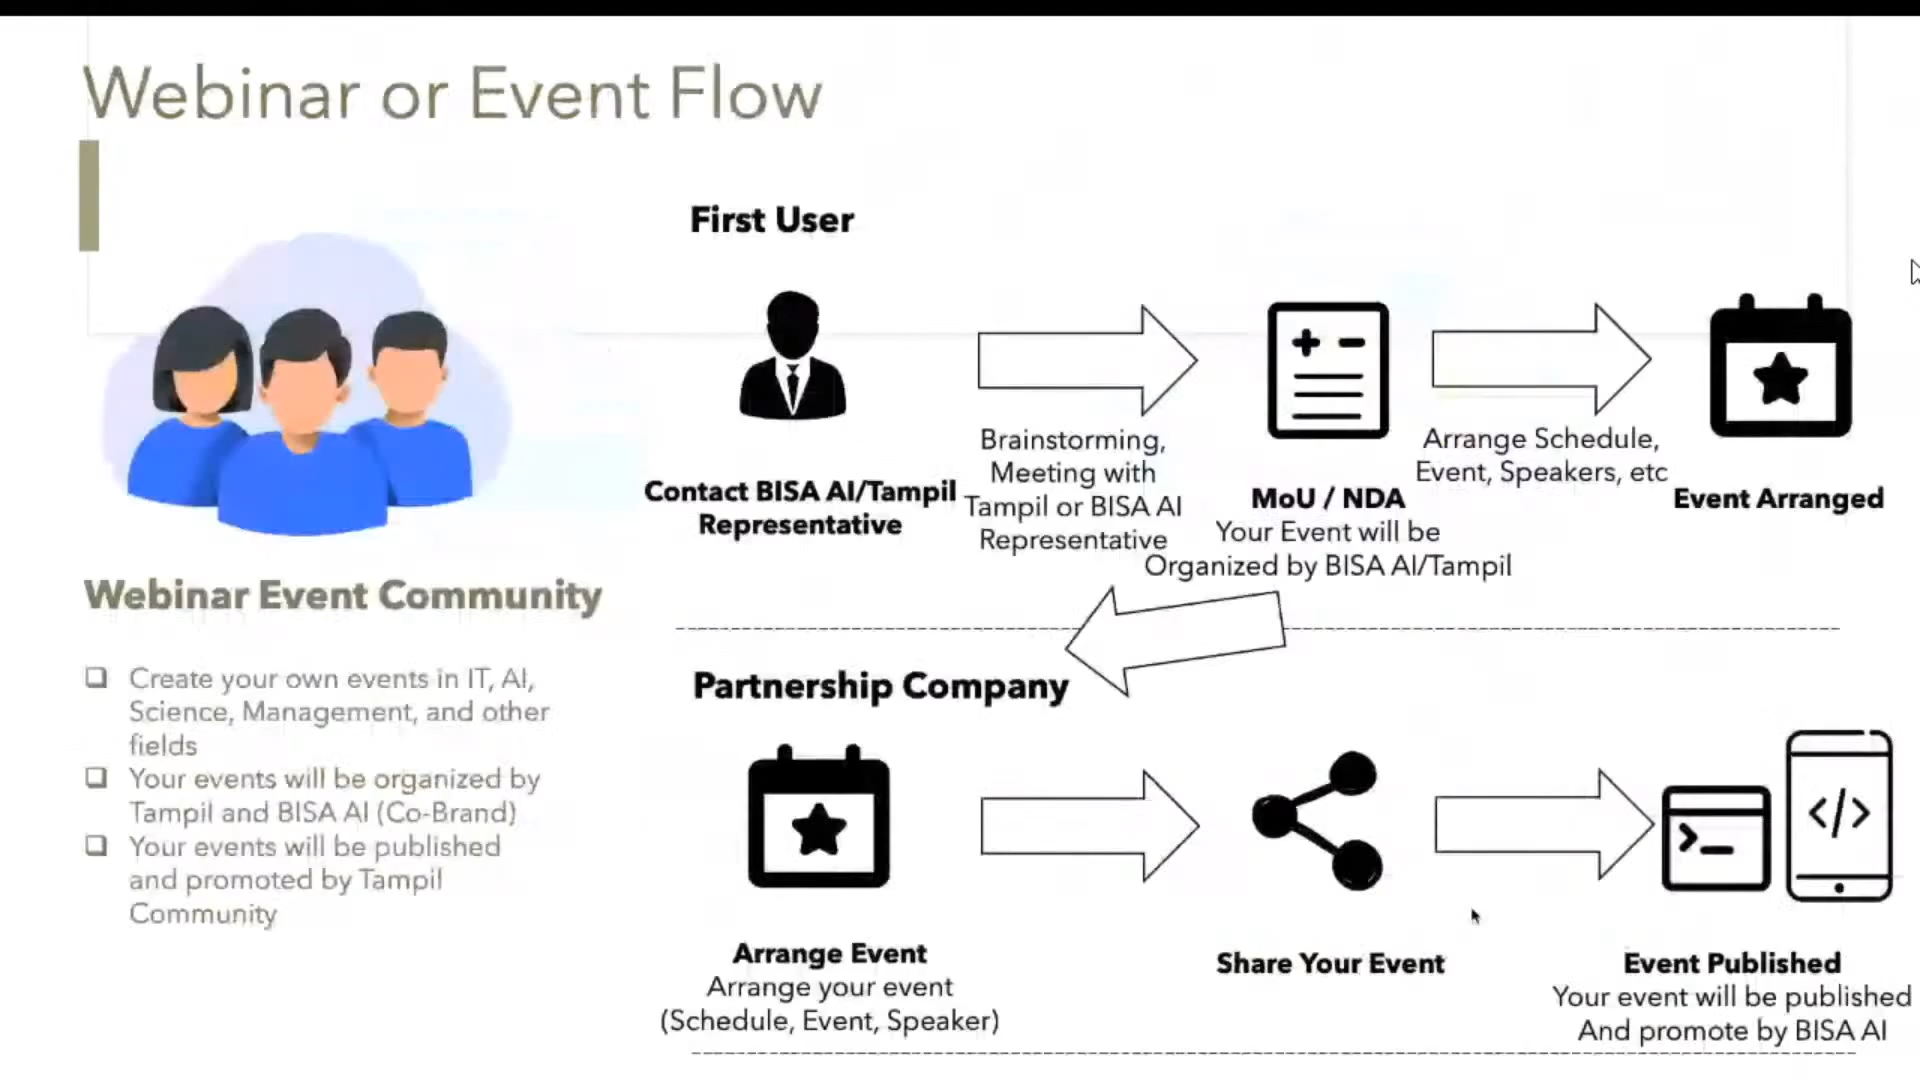 Webinar or Event Flow
First User
Contact BISA AI/Tampil
Representative
Brainstorming,
Meeting with
Tampil or BISA AI
Representative
MoU / NDA
Your Event will be
Organized by BISA AI/Tampil
Arrange Schedule,
Event, Speakers, etc
Event Arranged
Webinar Event Community
Create your own events in IT, AI,
Science, Management, and other
fields
Your events will be organized by
Tampil and BISA AI (Co-Brand)
Your events will be published
and promoted by Tampil
Community
Partnership Company
Arrange Event
Arrange your event
(Schedule, Event, Speaker)
Share Your Event
Event Published
Your event will be published
And promote by BISA AI